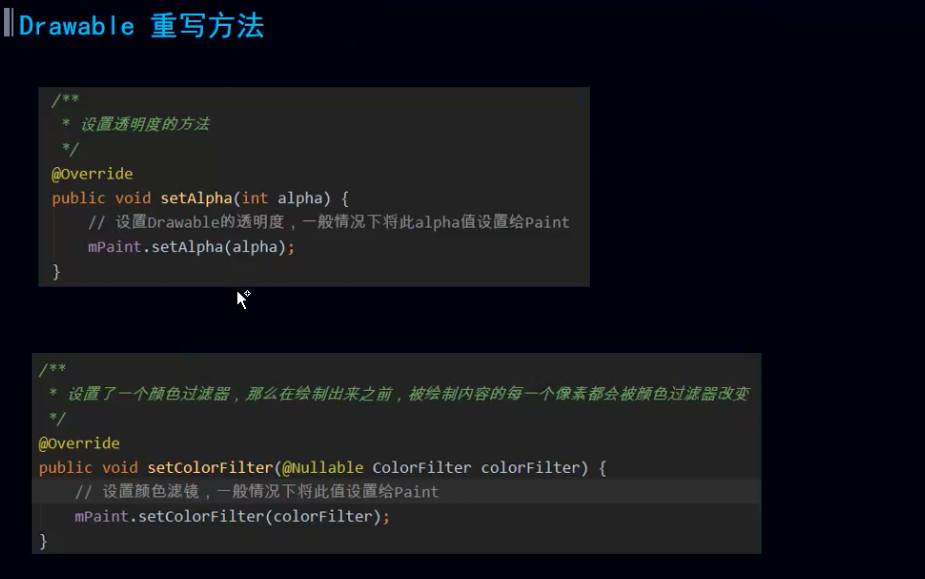 Drawable 重写方法
/**
* 设置透明度的方法
*/
@Override
public void setAlpha(int alpha) {
// 设置Drawable的透明度，一般情况下将此alpha值设置给Paint
mPaint.setAlpha(alpha);
}
/**
* 设置了一个颜色过滤器，那么在绘制出来之前，被绘制内容的每一个像素都会被颜色过滤器改变
*/
@Override
public void setColorFilter(@Nullable ColorFilter colorFilter) {
// 设置颜色滤镜，一般情况下将此值设置给Paint
mPaint.setColorFilter(colorFilter);
}